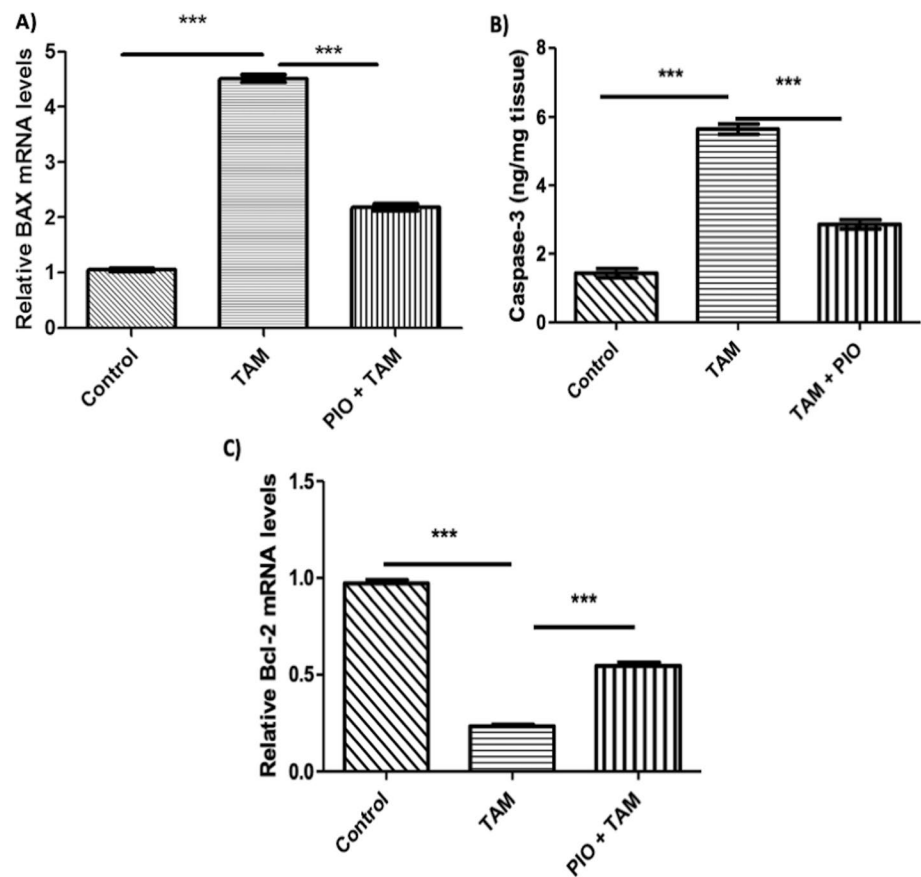 A)
***
***
Relative BAX mRNA levels
5
4
3
2
1
0
Control
TAM
PIO + TAM
B)
***
***
Caspase-3 (ng/mg tissue)
8
6
4
2
0
Control
TAM
TAM + PIO
C)
***
***
Relative Bcl-2 mRNA levels
1.5
1.0
0.5
0.0
Control
TAM
PIO + TAM